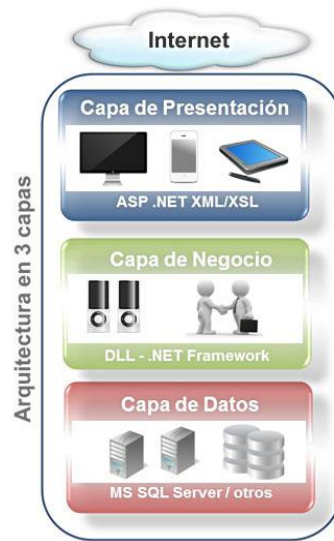 Internet
Arquitectura en 3 capas
Capa de Presentación
ASP .NET XML/XSL
Capa de Negocio
DLL - .NET Framework
Capa de Datos
MS SQL Server / otros